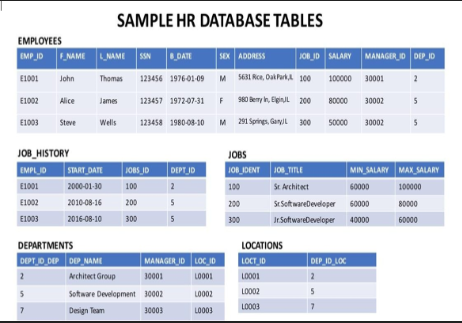 SAMPLE HR DATABASE TABLES
EMPLOYEES
EMP_ID F_NAME L_NAME SSN B_DATE SEX ADDRESS JOB_ID SALARY MANAGER_ID DEP_ID
E1001 John Thomas 123456 1976-01-09 M 5631 Rice, OakPark,IL 100 100000 30001 2
E1002 Alice James 123457 1972-07-31 F 980 Berry ln, Elgin,IL 200 80000 30002 5
E1003 Steve Wells 123458 1980-08-10 M 291 Springs, Gary,IL 300 50000 30002 5
JOB_HISTORY
EMPL_ID START_DATE JOBS_ID DEPT_ID
E1001 2000-01-30 100 2
E1002 2010-08-16 200 5
E1003 2016-08-10 300 5
JOBS
JOB_IDENT JOB_TITLE MIN_SALARY MAX_SALARY
100 Sr. Architect 60000 100000
200 Sr.SoftwareDeveloper 60000 80000
300 Jr.SoftwareDeveloper 40000 60000
DEPARTMENTS
DEPT_ID_DEP DEP_NAME MANAGER_ID LOC_ID
2 Architect Group 30001 L0001
5 Software Development 30002 L0002
7 Design Team 30003 L0003
LOCATIONS
LOCT_ID DEP_ID_LOC
L0001 2
L0002 5
L0003 7